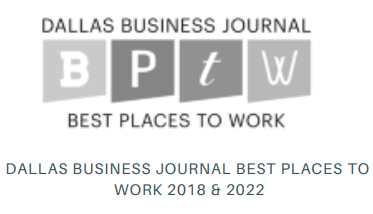 DALLAS BUSINESS JOURNAL
B P t W
BEST PLACES TO WORK
DALLAS BUSINESS JOURNAL BEST PLACES TO
WORK 2018 & 2022